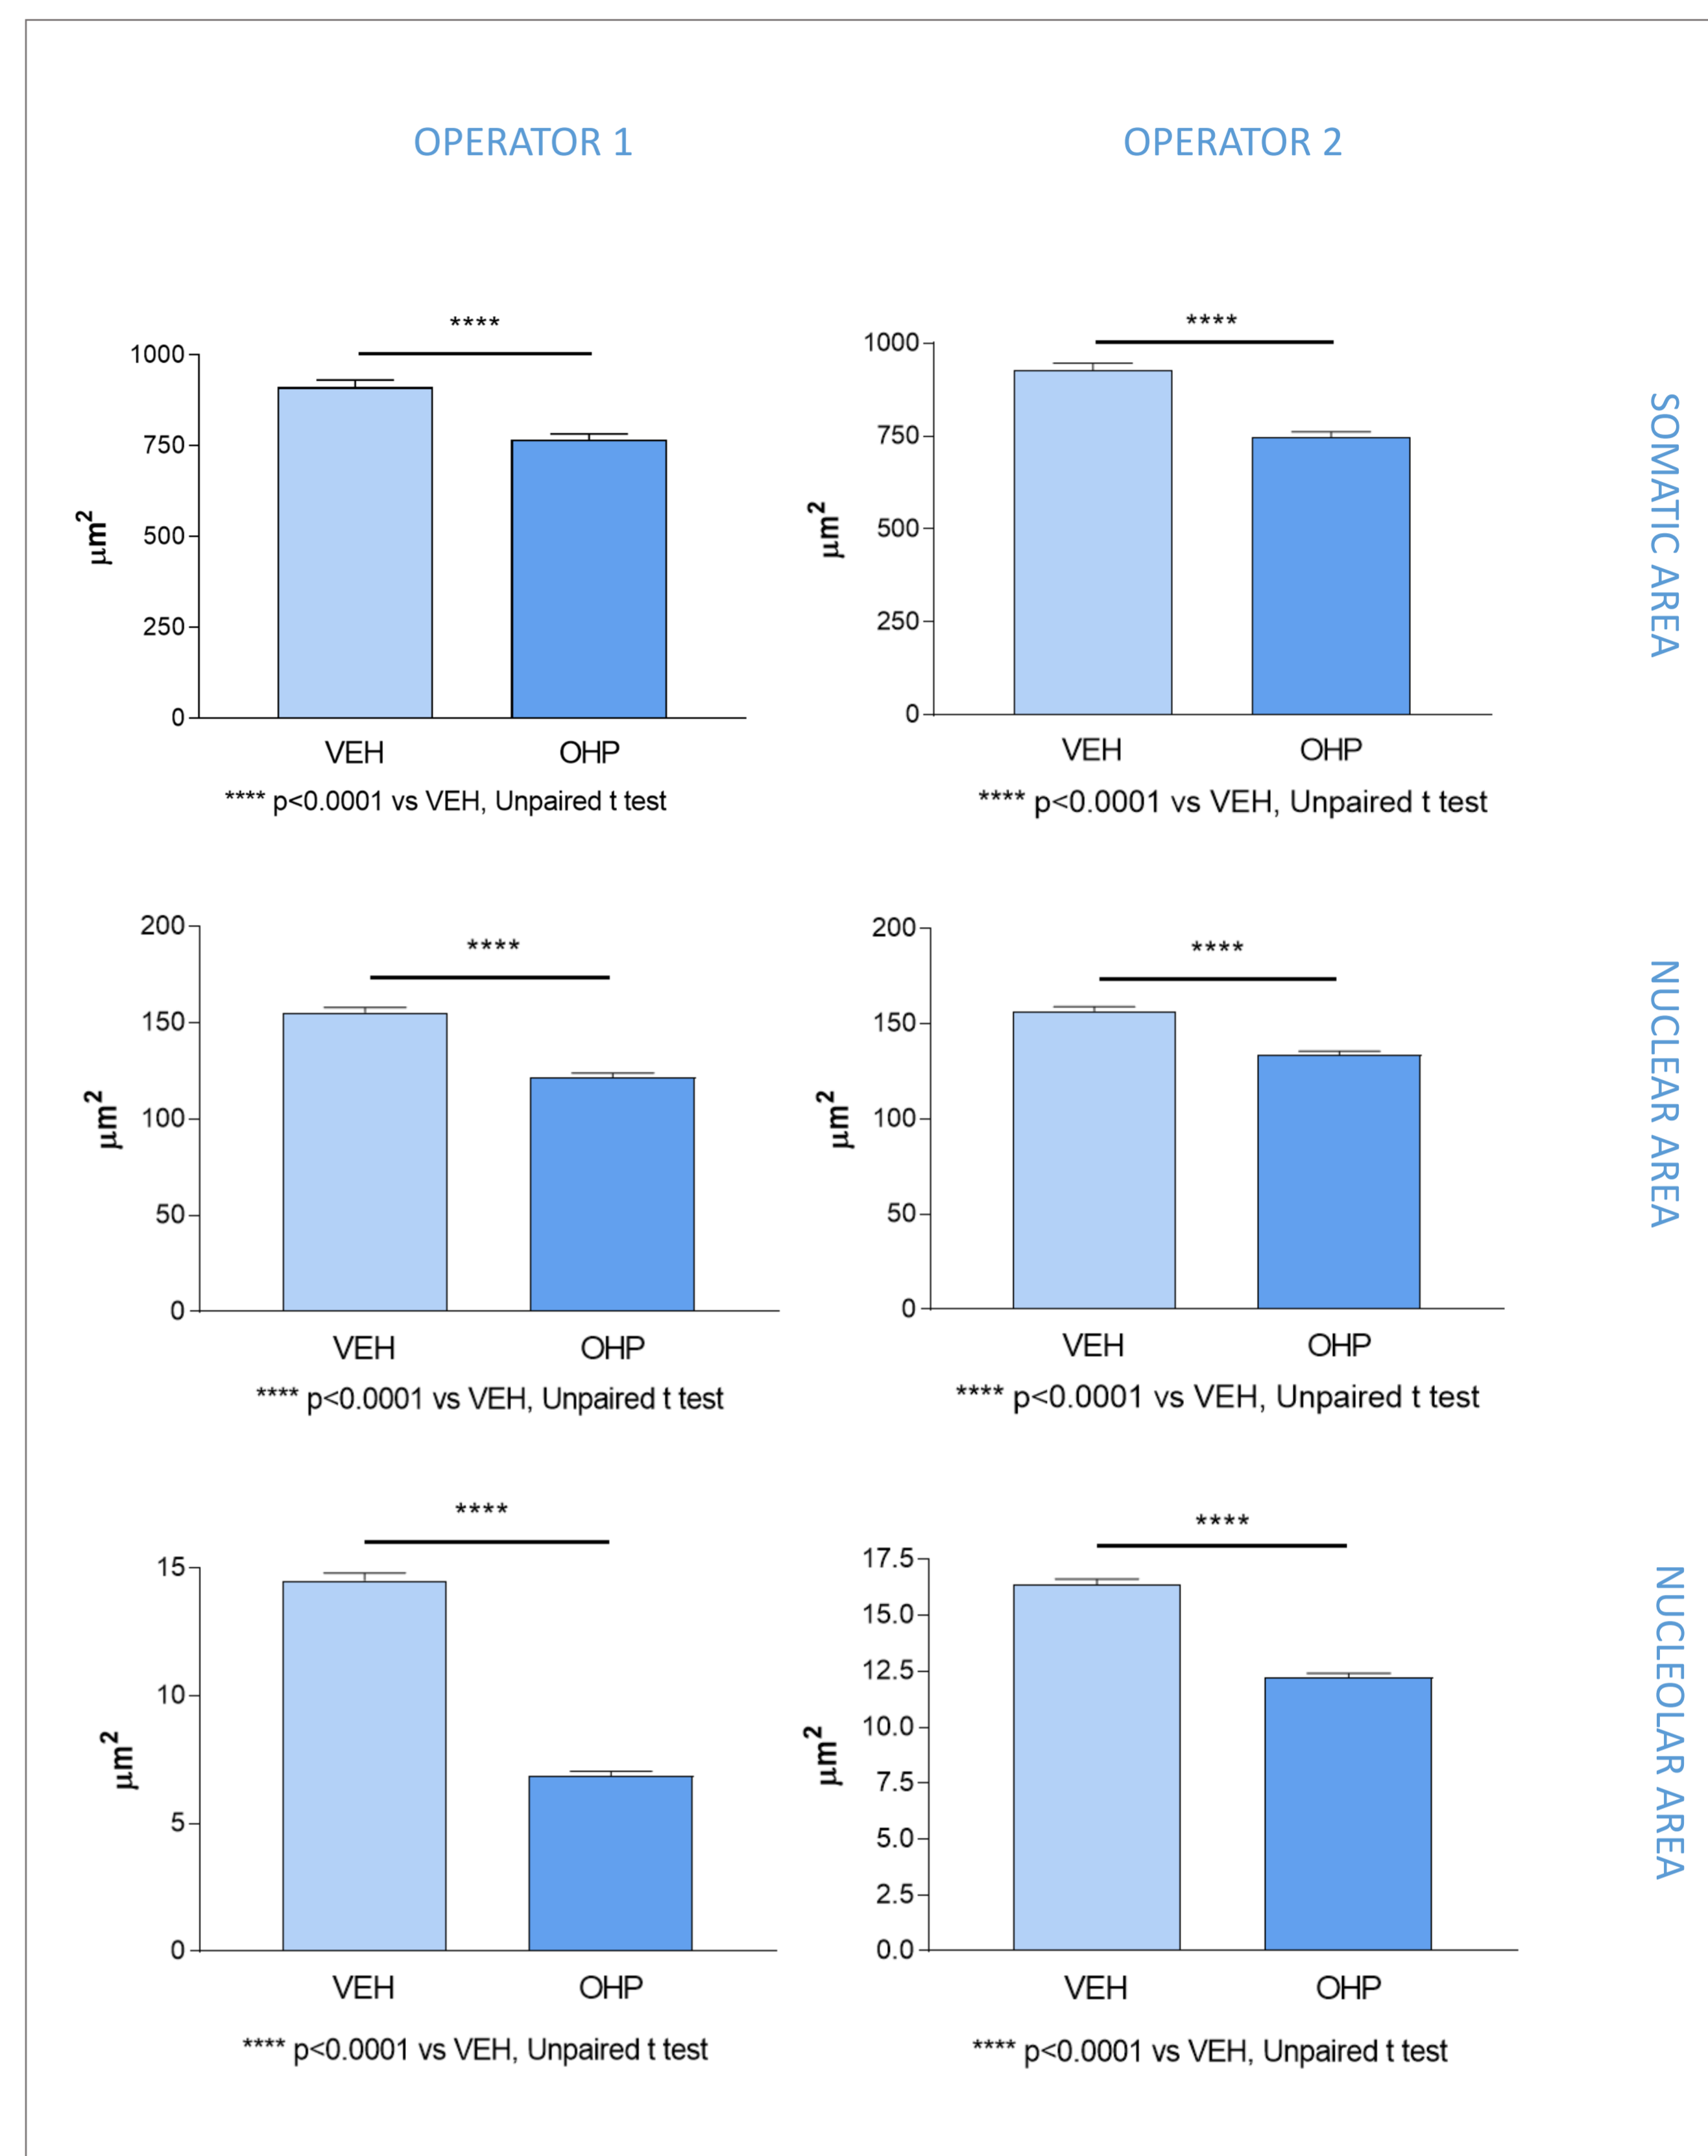 OPERATOR 1
OPERATOR 2
****
1000
750
500
250
0
μm²
VEH
OHP
**** p<0.0001 vs VEH, Unpaired t test
****
1000
750
500
250
0
μm²
VEH
OHP
**** p<0.0001 vs VEH, Unpaired t test
SOMATIC AREA
****
200
150
100
50
0
μm²
VEH
OHP
**** p<0.0001 vs VEH, Unpaired t test
****
200
150
100
50
0
μm²
VEH
OHP
**** p<0.0001 vs VEH, Unpaired t test
NUCLEAR AREA
****
15
10
5
0
μm²
VEH
OHP
**** p<0.0001 vs VEH, Unpaired t test
****
17.5
15.0
12.5
10.0
7.5
5.0
2.5
0.0
μm²
VEH
OHP
**** p<0.0001 vs VEH, Unpaired t test
NUCLEOLAR AREA